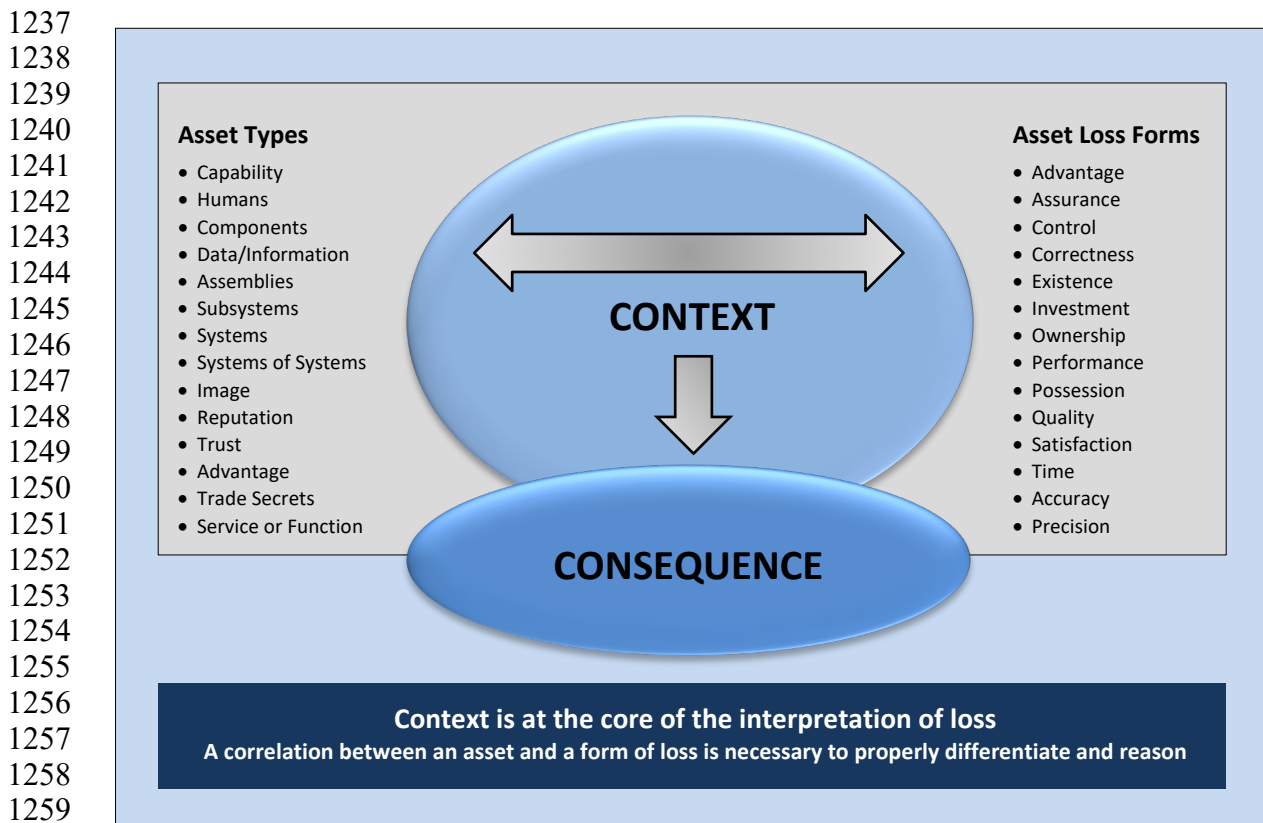 1237
1238
1239
1240
1241
1242
1243
1244
1245
1246
1247
1248
1249
1250
1251
1252
1253
1254
1255
1256
1257
1258
1259
Asset Types
• Capability
• Humans
• Components
• Data/Information
• Assemblies
• Subsystems
• Systems
• Systems of Systems
• Image
• Reputation
• Trust
• Advantage
• Trade Secrets
• Service or Function
CONTEXT
CONSEQUENCE
Asset Loss Forms
• Advantage
• Assurance
• Control
• Correctness
• Existence
• Investment
• Ownership
• Performance
• Possession
• Quality
• Satisfaction
• Time
• Accuracy
• Precision
Context is at the core of the interpretation of loss
A correlation between an asset and a form of loss is necessary to properly differentiate and reason